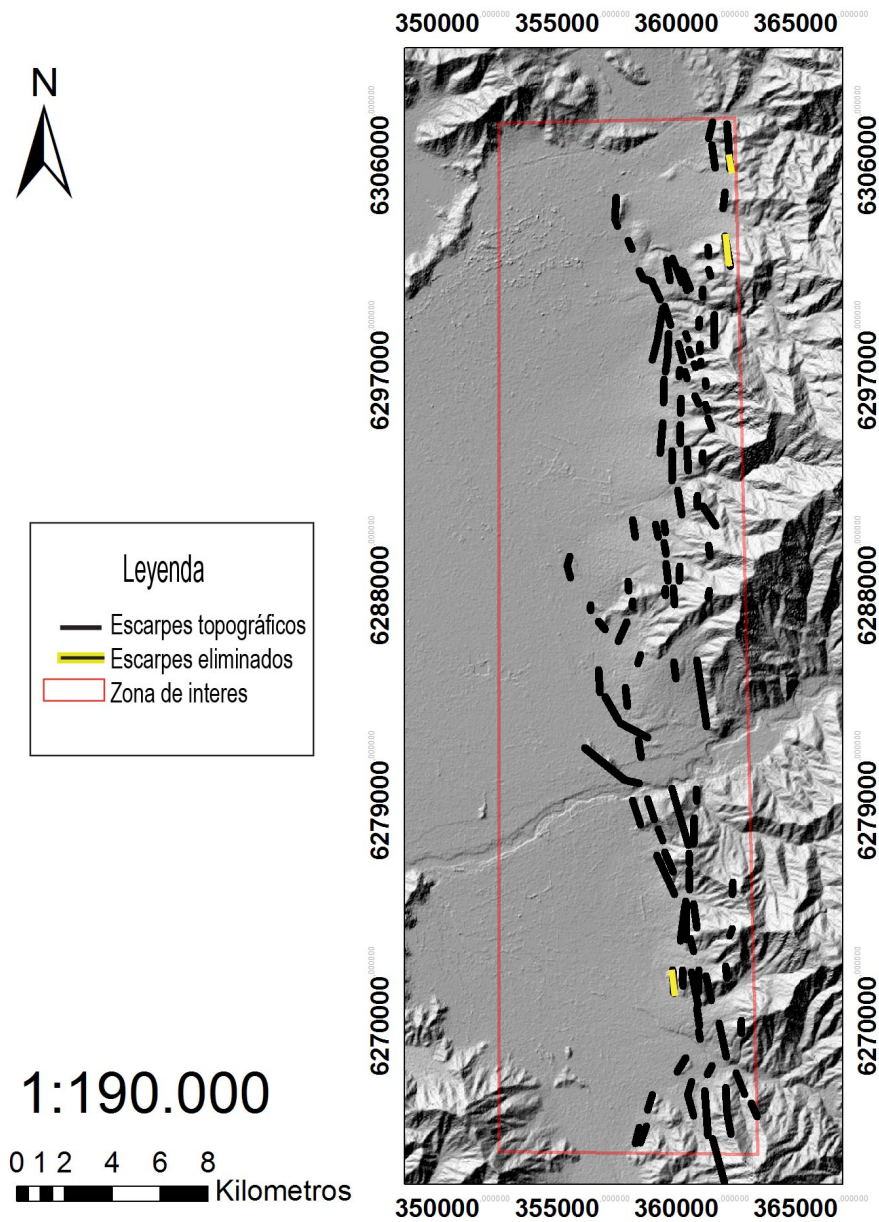 350000 355000 360000 365000
N
6306000 6306000
6297000 6297000
Leyenda
Escarpes topográficos
Escarpes eliminados
Zona de interes
6288000 6288000
6279000 6279000
6270000 6270000
1:190.000
0 1 2 4 6 8 Kilometros
350000 355000 360000 365000